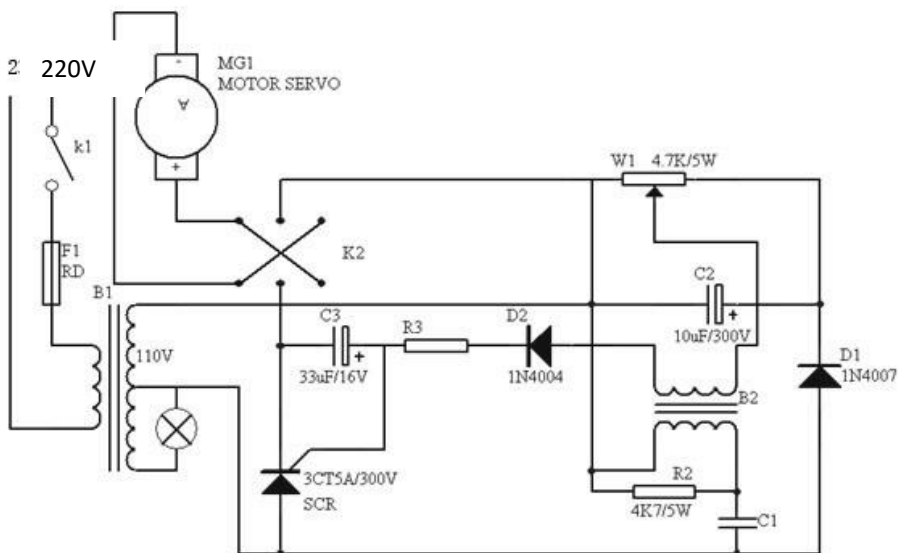 220V
MG1
MOTOR SERVO
-
A
+
k1
W1 4.7K/5W
K2
F1
RD
B1
C2
+
10uF/300V
C3
+
33uF/16V
R3
D2
1N4004
110V
D1
1N4007
B2
R2
4K7/5W
3CT5A/300V
SCR
C1